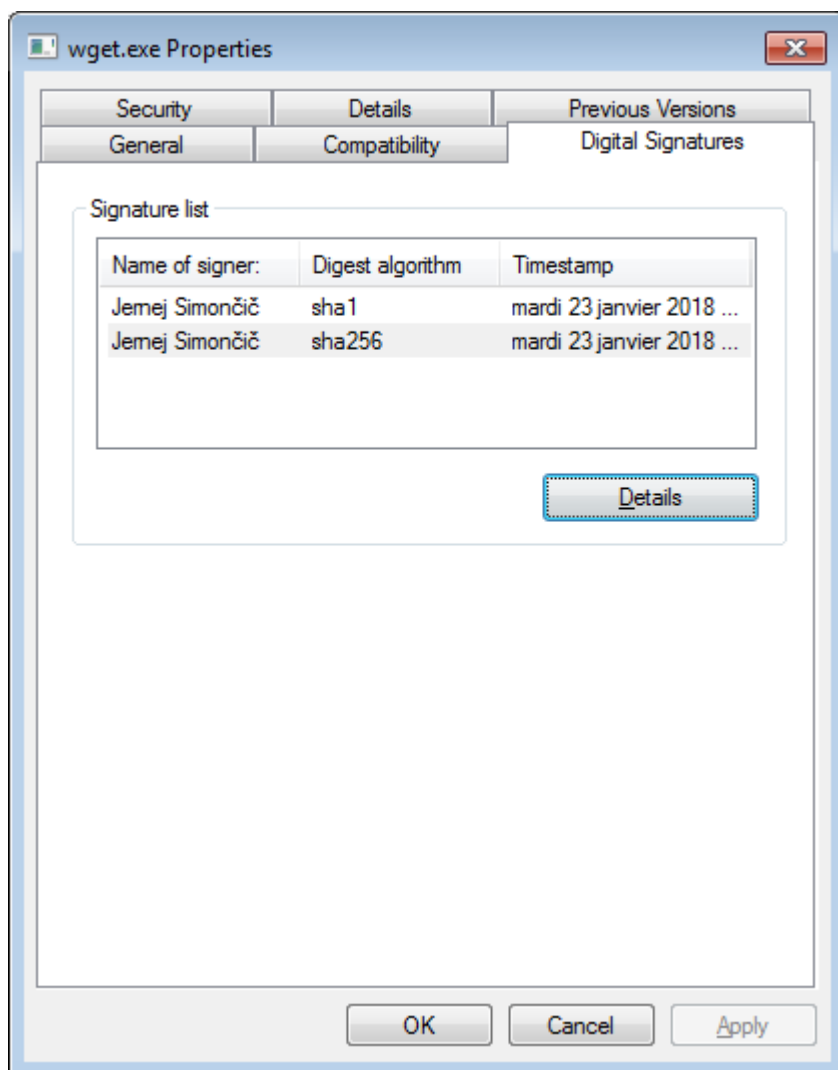 wget.exe Properties
Security Details Previous Versions
General Compatibility Digital Signatures
Signature list
Name of signer: Digest algorithm Timestamp
Jernej Simončič sha1 mardi 23 janvier 2018 ...
Jernej Simončič sha256 mardi 23 janvier 2018 ...
Details
OK Cancel Apply